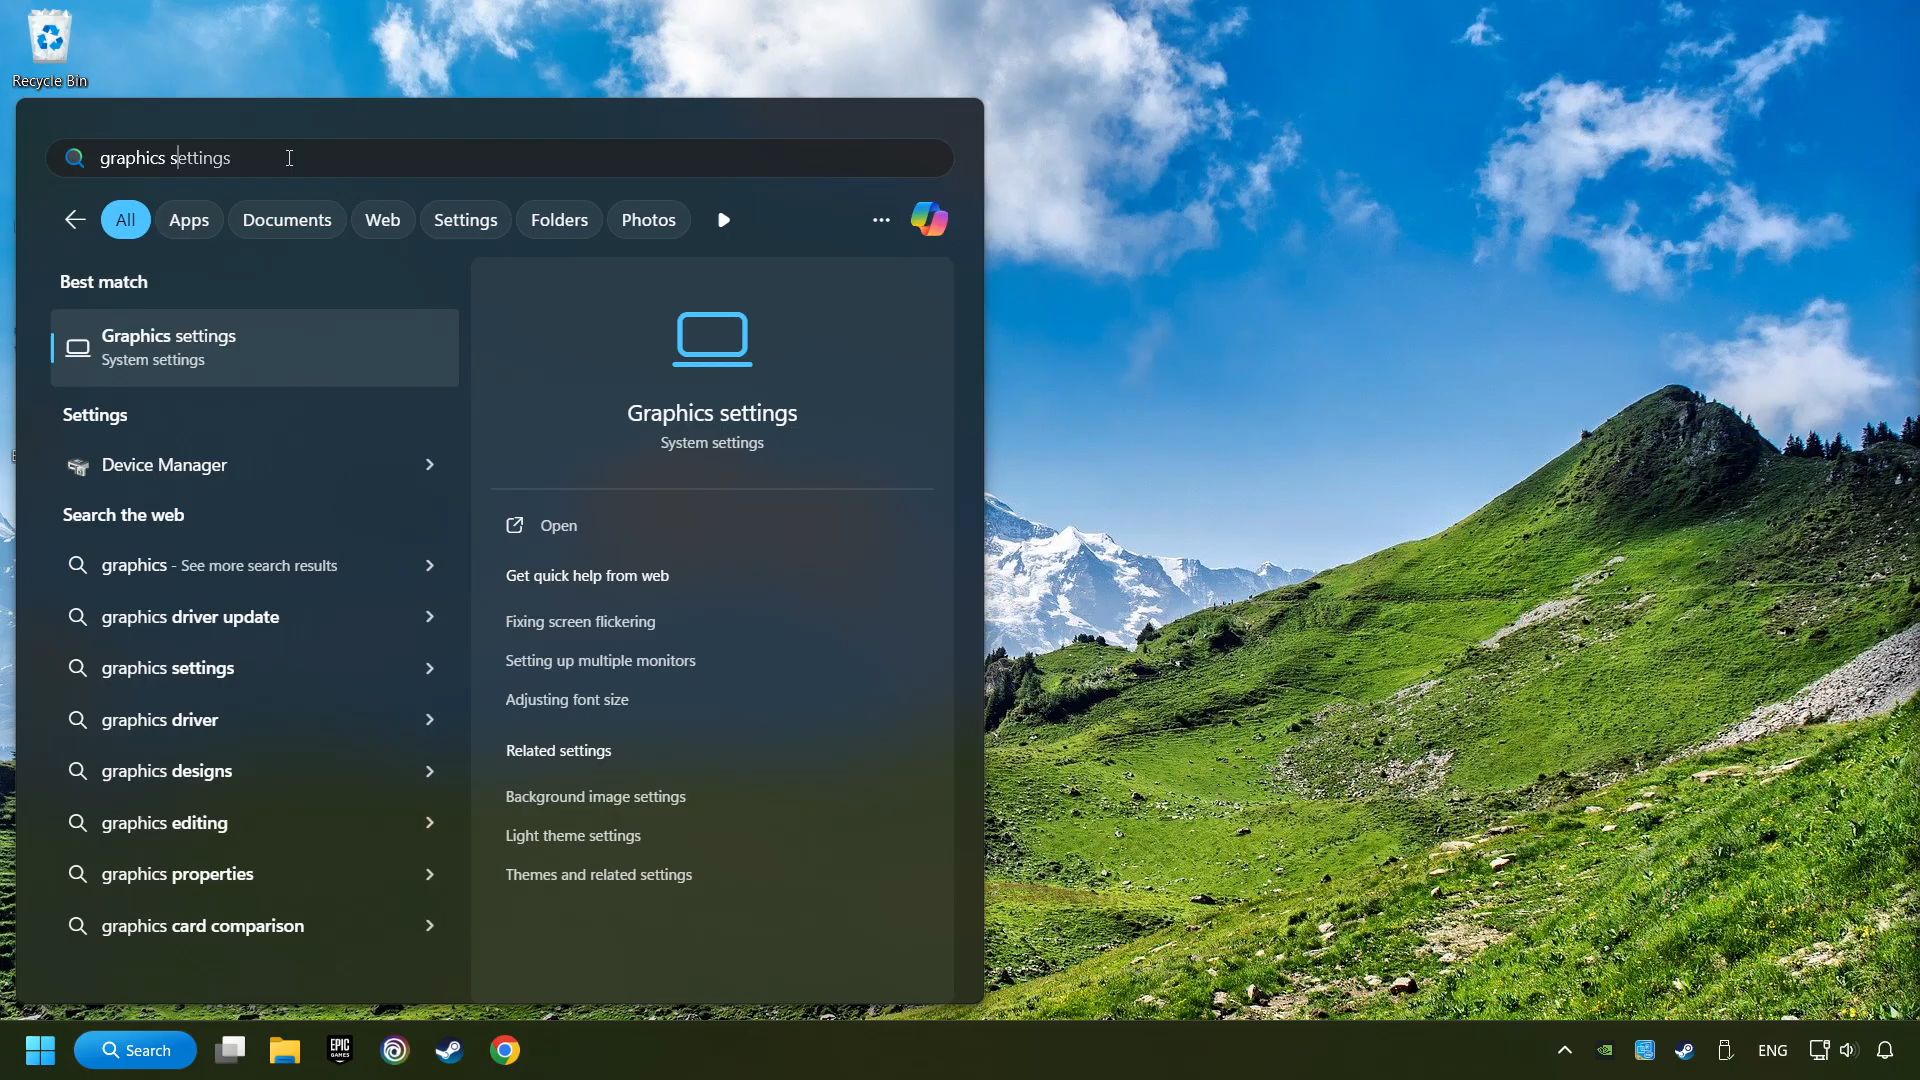 Recycle Bin
graphics settings
All Apps Documents Web Settings Folders Photos
Best match
Graphics settings
System settings
Settings
Device Manager
Search the web
graphics - See more search results
graphics driver update
graphics settings
graphics driver
graphics designs
graphics editing
graphics properties
graphics card comparison
Graphics settings
System settings
Open
Get quick help from web
Fixing screen flickering
Setting up multiple monitors
Adjusting font size
Related settings
Background image settings
Light theme settings
Themes and related settings
Search
EPIC
GAMES
ENG